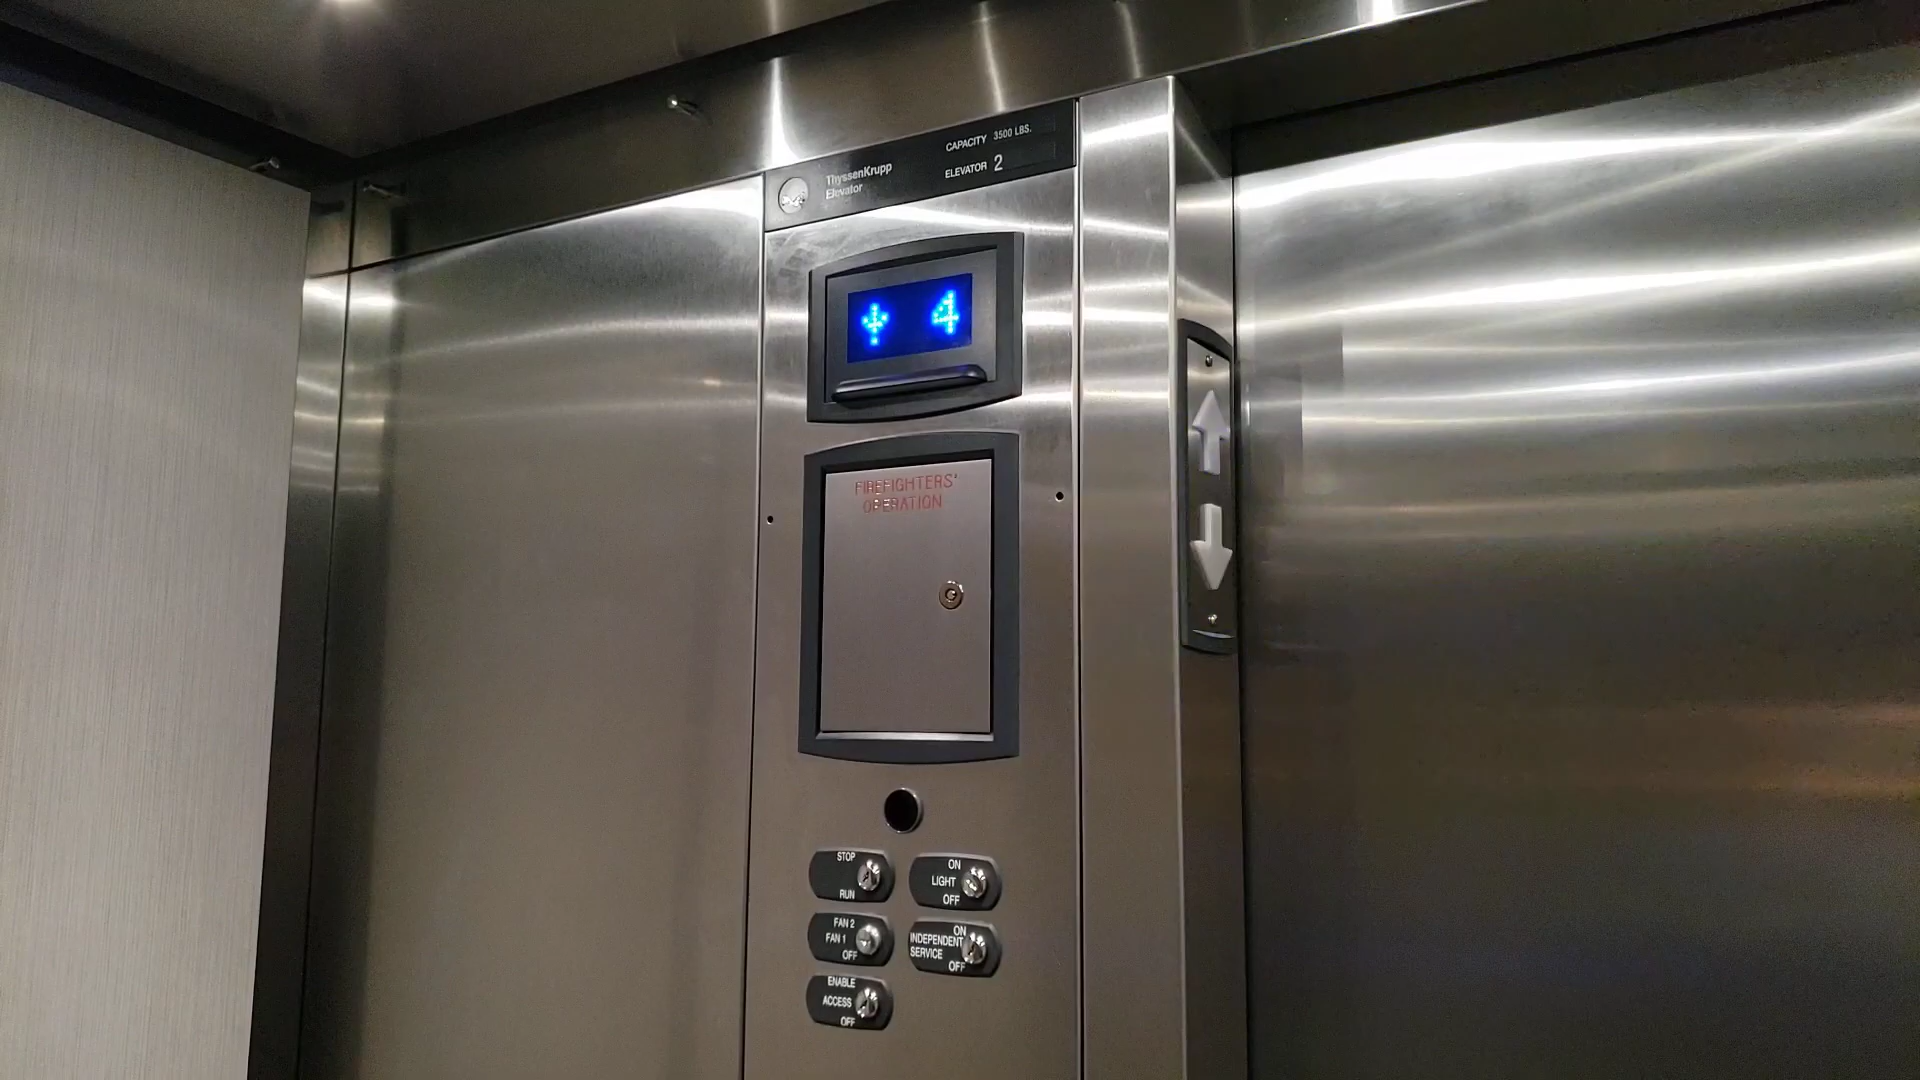 ThyssenKrupp
Elevator
CAPACITY 3500 LBS.
ELEVATOR 2
4
FIREFIGHTERS'
OPERATION
STOP
RUN
ON
LIGHT
OFF
FAN 2
FAN 1
OFF
ON
INDEPENDENT
SERVICE
OFF
ENABLE
ACCESS
OFF